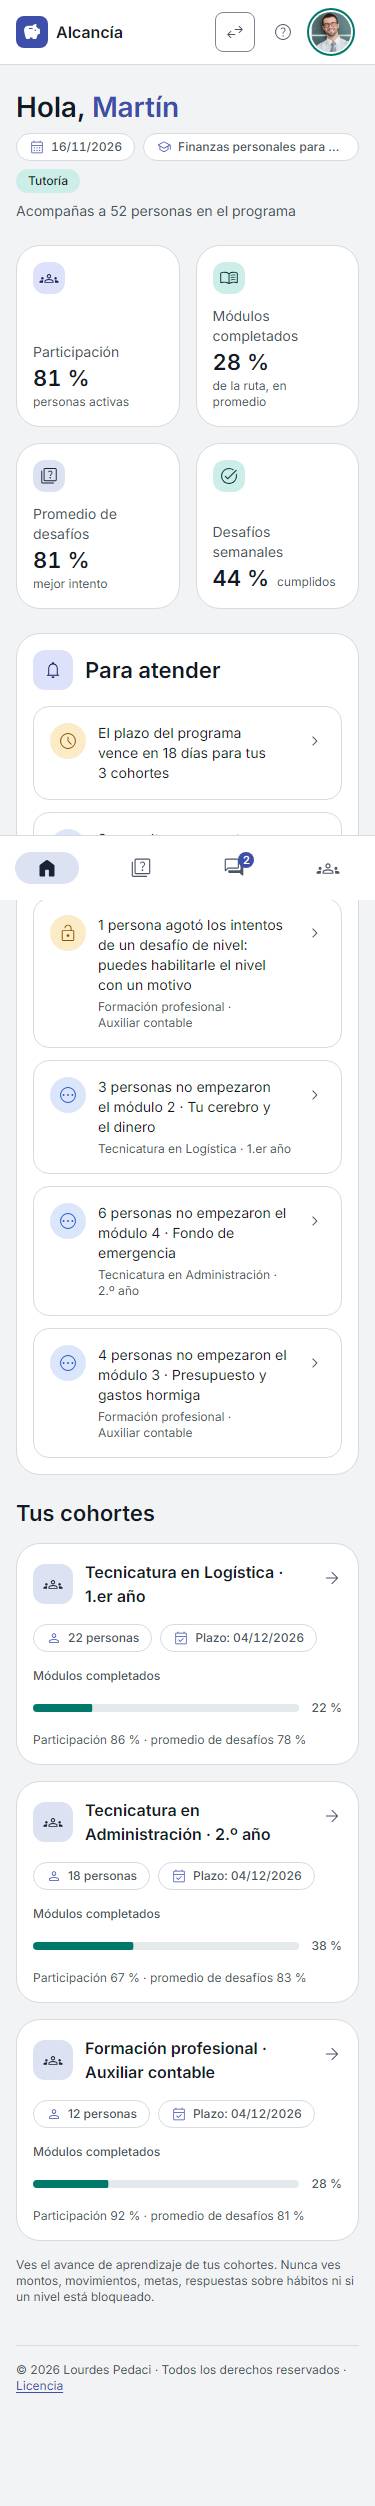 Alcancía
Hola, Martín
16/11/2026
Finanzas personales para ...
Tutoría
Acompañas a 52 personas en el programa
Participación
81 %
personas activas
Módulos
completados
28 %
de la ruta, en
promedio
Promedio de
desafíos
81 %
mejor intento
Desafíos
semanales
44 % cumplidos
Para atender
El plazo del programa
vence en 18 días para tus
3 cohortes
2
1 persona agotó los intentos
de un desafío de nivel:
puedes habilitarle el nivel
con un motivo
Formación profesional ·
Auxiliar contable
3 personas no empezaron
el módulo 2 · Tu cerebro y
el dinero
Tecnicatura en Logística · 1.er año
6 personas no empezaron el
módulo 4 · Fondo de
emergencia
Tecnicatura en Administración ·
2.º año
4 personas no empezaron el
módulo 3 · Presupuesto y
gastos hormiga
Formación profesional ·
Auxiliar contable
Tus cohortes
Tecnicatura en Logística ·
1.er año
22 personas
Plazo: 04/12/2026
Módulos completados
22 %
Participación 86 % · promedio de desafíos 78 %
Tecnicatura en
Administración · 2.º año
18 personas
Plazo: 04/12/2026
Módulos completados
38 %
Participación 67 % · promedio de desafíos 83 %
Formación profesional ·
Auxiliar contable
12 personas
Plazo: 04/12/2026
Módulos completados
28 %
Participación 92 % · promedio de desafíos 81 %
Ves el avance de aprendizaje de tus cohortes. Nunca ves
montos, movimientos, metas, respuestas sobre hábitos ni si
un nivel está bloqueado.
© 2026 Lourdes Pedaci · Todos los derechos reservados ·
Licencia